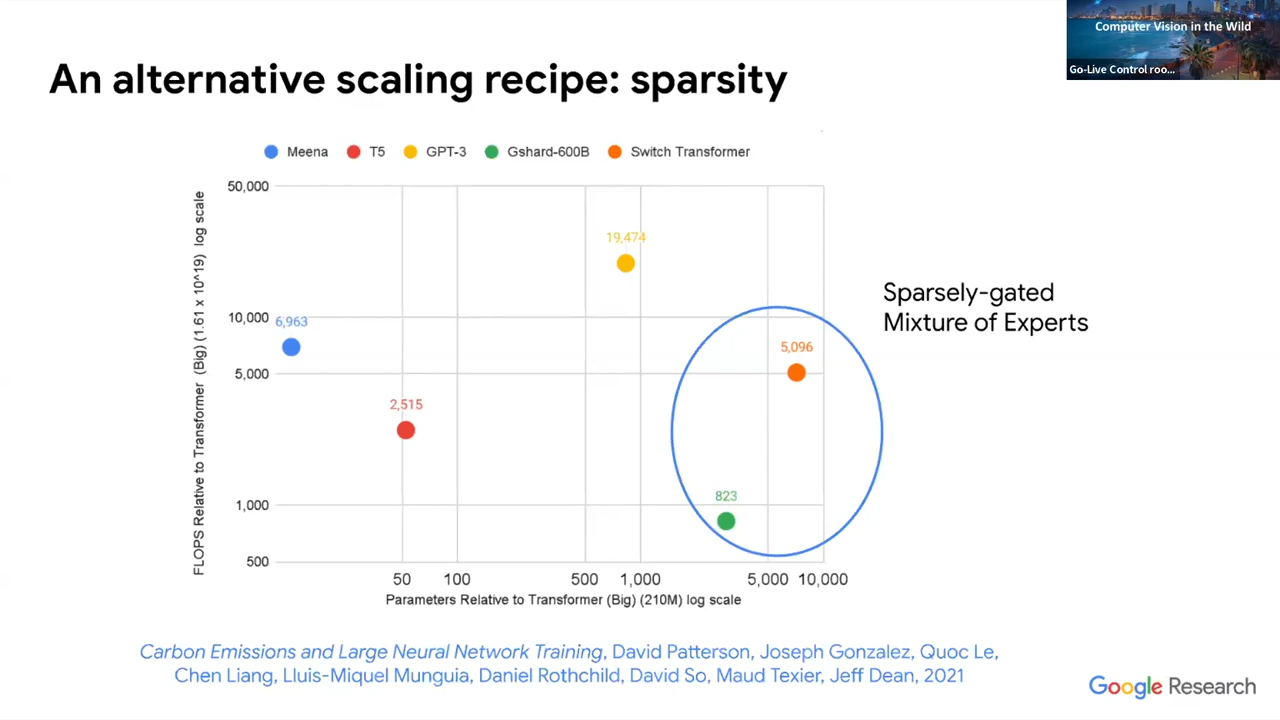 Computer Vision in the Wild
Go-Live Control roo...
An alternative scaling recipe: sparsity
Meena T5 GPT-3 Gshard-600B Switch Transformer
FLOPS Relative to Transformer (Big) (1.61 x 10^19) log scale
50,000
10,000
5,000
1,000
500
19,474
6,963
5,096
2,515
823
50 100 500 1,000 5,000 10,000
Parameters Relative to Transformer (Big) (210M) log scale
Sparsely-gated
Mixture of Experts
Carbon Emissions and Large Neural Network Training, David Patterson, Joseph Gonzalez, Quoc Le,
Chen Liang, Lluis-Miquel Munguia, Daniel Rothchild, David So, Maud Texier, Jeff Dean, 2021
Google Research